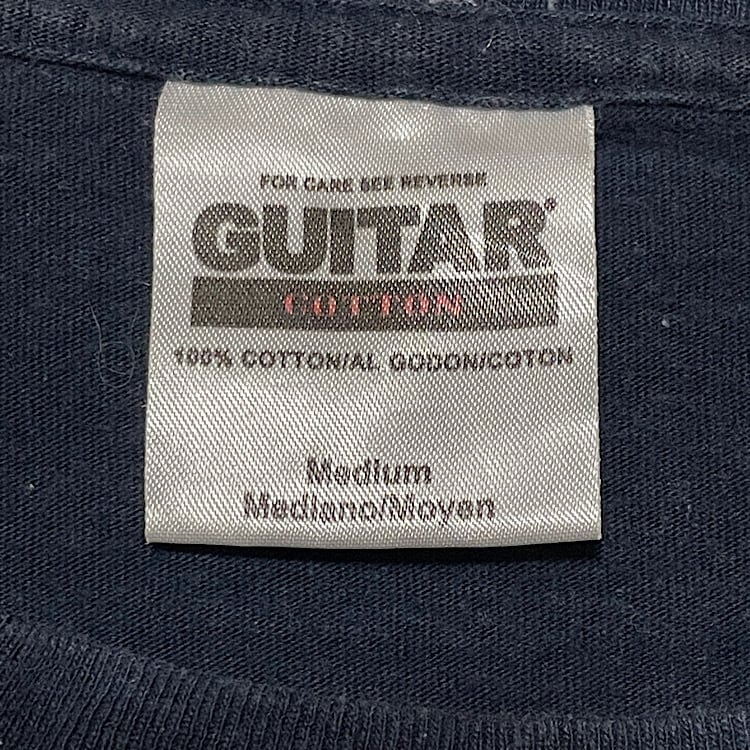 FOR CARE SEE REVERSE
GUITAR®
COTTON
100% COTTON/AL GODON/COTON
Medium
Mediano/Moyen